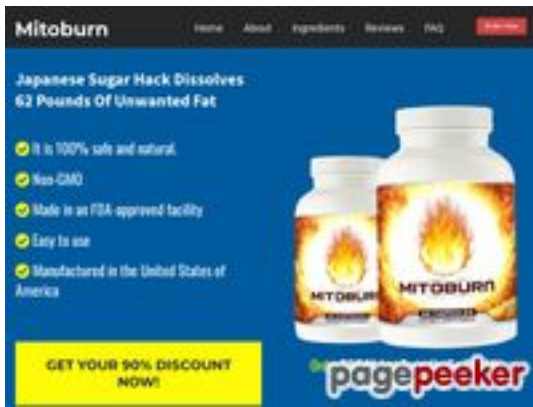 Mitoburn
Home About Ingredients Reviews FAQ
Japanese Sugar Hack Dissolves
62 Pounds Of Unwanted Fat
It is 100% safe and natural.
Non-GMO
Made in an FDA-approved facility
Easy to use
Manufactured in the United States of
America
GET YOUR 90% DISCOUNT
NOW!
MITOBURN
MITOBURN
pagepeeker